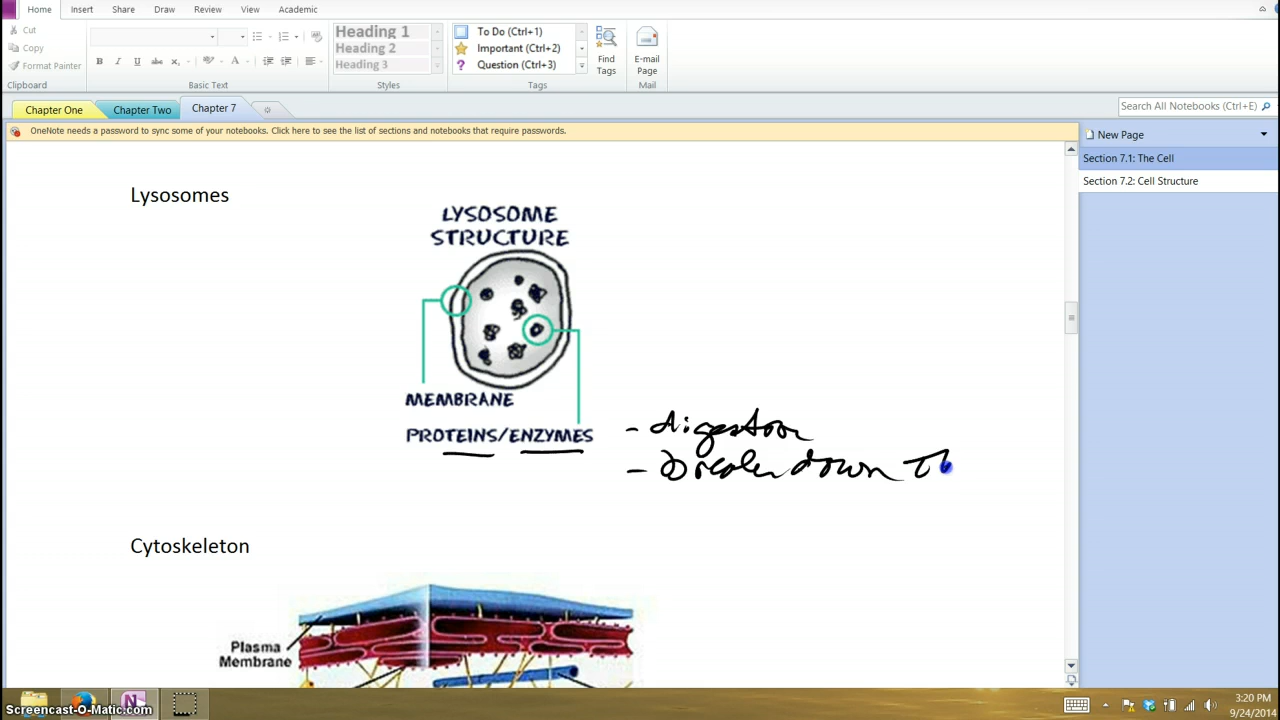 Home Insert Share Draw Review View Academic
Cut
Copy
Format Painter
Clipboard
B I U abc x₂ A
Basic Text
Heading 1
Heading 2
Heading 3
Styles
To Do (Ctrl+1)
Important (Ctrl+2)
? Question (Ctrl+3)
Tags
Find
Tags
E-mail
Page
Mail
Chapter One Chapter Two Chapter 7
Search All Notebooks (Ctrl+E)
OneNote needs a password to sync some of your notebooks. Click here to see the list of sections and notebooks that require passwords.
New Page
Section 7.1: The Cell
Section 7.2: Cell Structure
Lysosomes
LYSOSOME
STRUCTURE
MEMBRANE
PROTEINS/ENZYMES
- digestion
- Break down
Cytoskeleton
Plasma
Membrane
Screencast-O-Matic.com
3:20 PM
9/24/2014